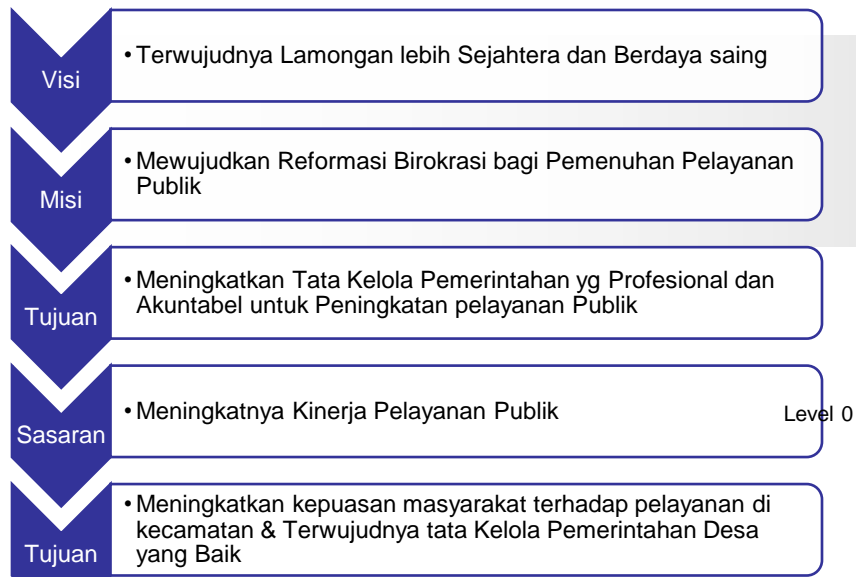 Visi
• Terwujudnya Lamongan lebih Sejahtera dan Berdaya saing
Misi
• Mewujudkan Reformasi Birokrasi bagi Pemenuhan Pelayanan
Publik
Tujuan
• Meningkatkan Tata Kelola Pemerintahan yg Profesional dan
Akuntabel untuk Peningkatan pelayanan Publik
Sasaran
• Meningkatnya Kinerja Pelayanan Publik
Level 0
Tujuan
• Meningkatkan kepuasan masyarakat terhadap pelayanan di
kecamatan & Terwujudnya tata Kelola Pemerintahan Desa
yang Baik